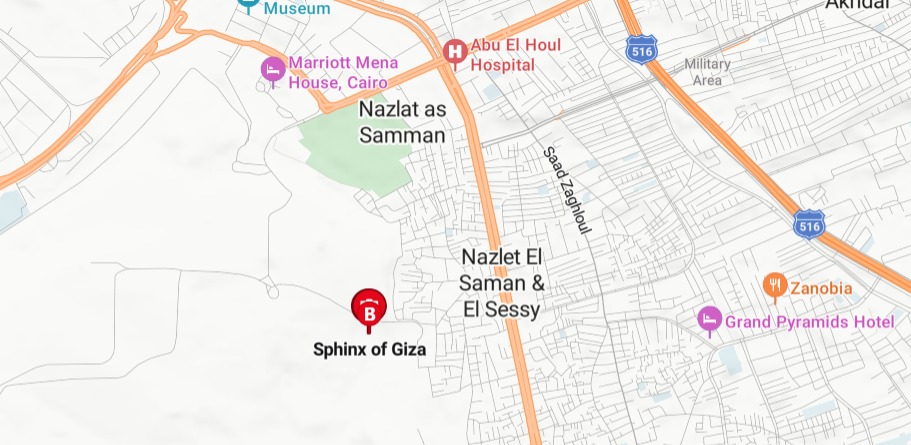 Museum
Akhdar
Marriott Mena
House, Cairo
H
Abu El Houl
Hospital
516
Military
Area
Nazlat as
Samman
Saad Zaghloul
516
Nazlet El
Saman &
El Sessy
Zanobia
B
Grand Pyramids Hotel
Sphinx of Giza